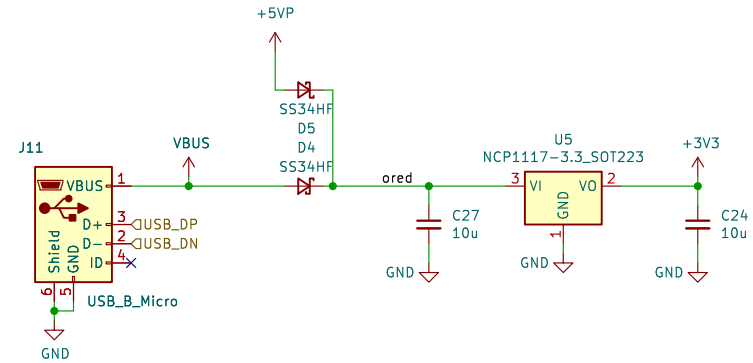 +5VP
SS34HF
D5
D4
SS34HF
J11
VBUS
ored
U5
NCP1117-3.3_SOT223
+3V3
VBUS
1
3
VI
VO
2
GND
1
D+
3
USB_DP
D-
2
USB_DN
ID
4
Shield
GND
6
5
USB_B_Micro
GND
C27
10u
GND
GND
C24
10u
GND